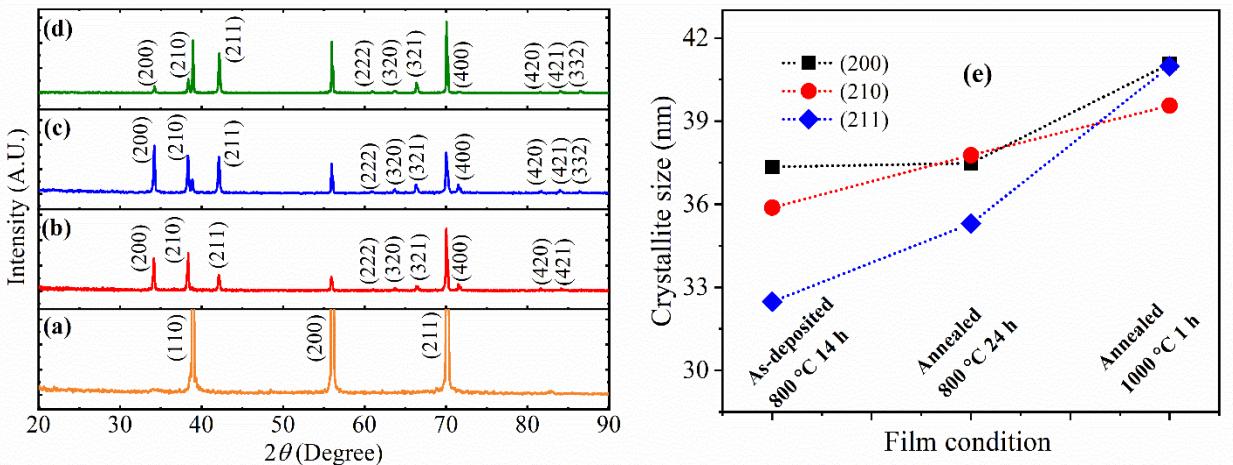 (d)
(200)
(210)
(211)
(222)
(320)
(321)
(400)
(420)
(421)
(332)
(c)
(200)
(210)
(211)
(222)
(320)
(321)
(400)
(420)
(421)
(332)
(b)
(200)
(210)
(211)
(222)
(320)
(321)
(400)
(420)
(421)
(a)
(110)
(200)
(211)
Intensity (A.U.)
20 30 40 50 60 70 80 90
2θ (Degree)
(e)
(200)
(210)
(211)
42
39
36
33
30
Crystallite size (nm)
As-deposited
800 °C 14 h
Annealed
800 °C 24 h
Annealed
1000 °C 1 h
Film condition